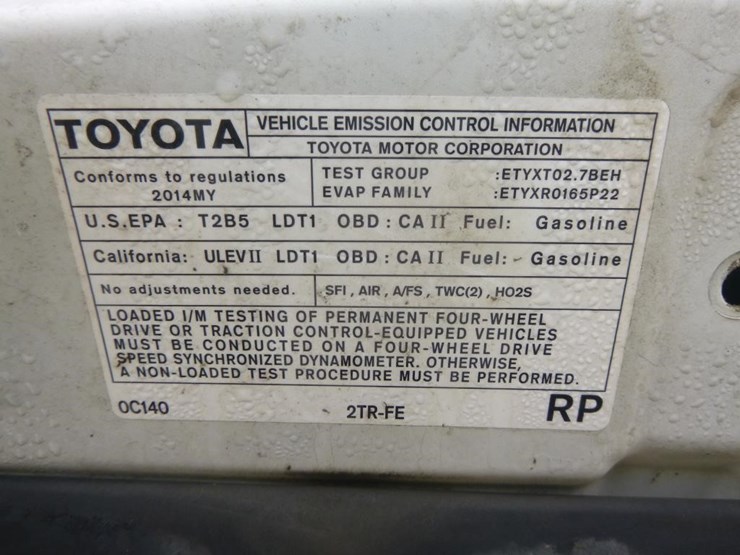 TOYOTA
VEHICLE EMISSION CONTROL INFORMATION
TOYOTA MOTOR CORPORATION
Conforms to regulations
2014MY
TEST GROUP :ETYXT02.7BEH
EVAP FAMILY :ETYXR0165P22
U.S.EPA : T2B5 LDT1 OBD : CA II Fuel: Gasoline
California: ULEVII LDT1 OBD : CA II Fuel: Gasoline
No adjustments needed.
SFI , AIR , A/FS , TWC(2) , HO2S
LOADED I/M TESTING OF PERMANENT FOUR-WHEEL
DRIVE OR TRACTION CONTROL-EQUIPPED VEHICLES
MUST BE CONDUCTED ON A FOUR-WHEEL DRIVE
SPEED SYNCHRONIZED DYNAMOMETER. OTHERWISE,
A NON-LOADED TEST PROCEDURE MUST BE PERFORMED.
0C140 2TR-FE RP